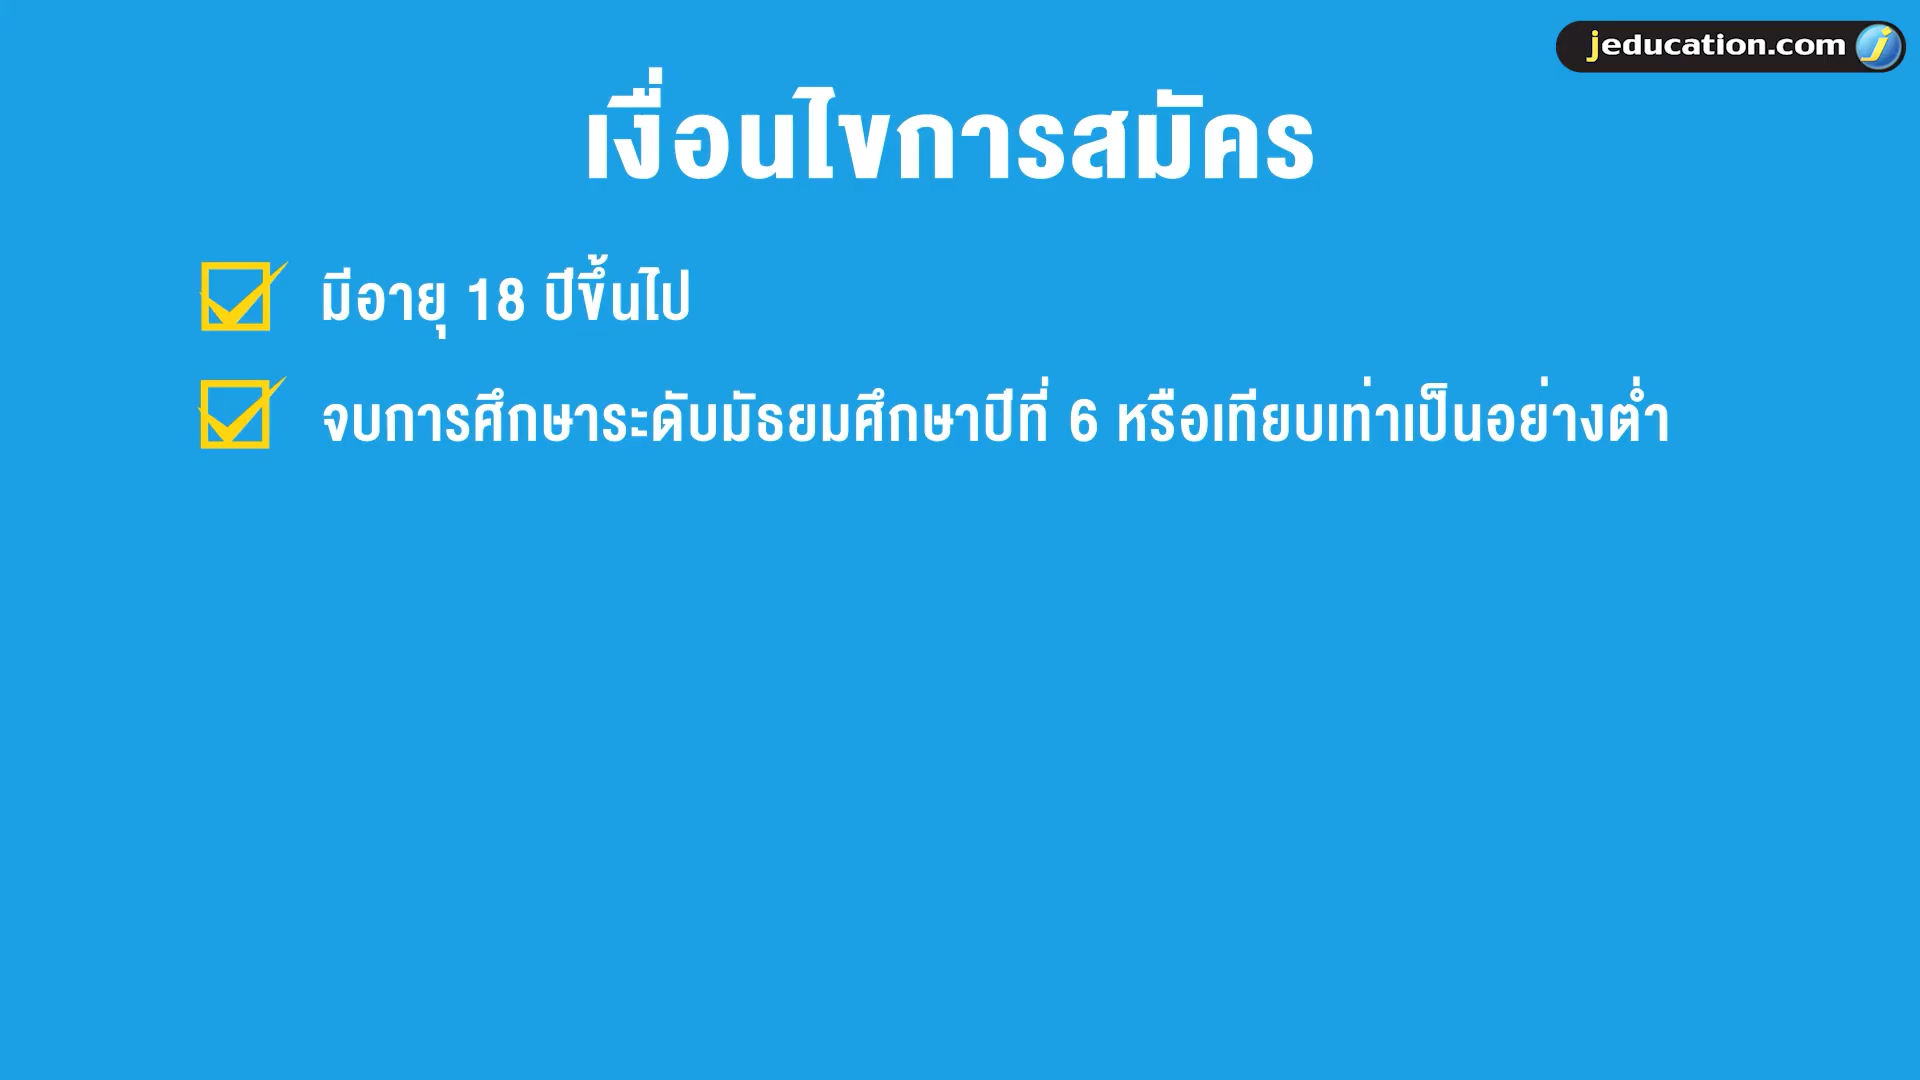 jeducation.com
เงื่อนไขการสมัคร
มีอายุ 18 ปีขึ้นไป
จบการศึกษาระดับมัธยมศึกษาปีที่ 6 หรือเทียบเท่าเป็นอย่างต่ำ